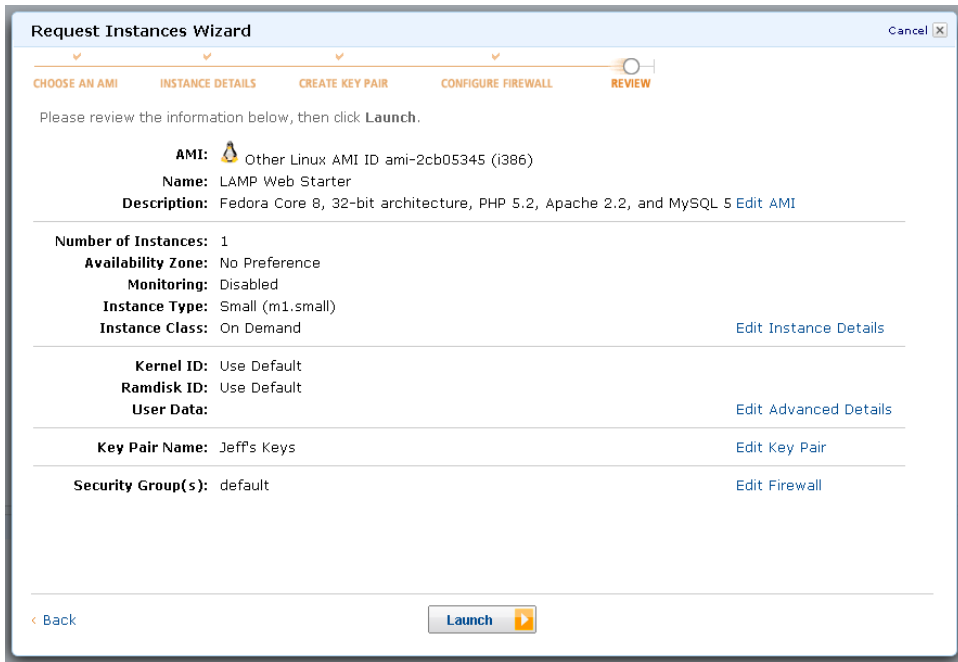 Request Instances Wizard
Cancel
CHOOSE AN AMI INSTANCE DETAILS CREATE KEY PAIR CONFIGURE FIREWALL REVIEW
Please review the information below, then click Launch.
AMI: Other Linux AMI ID ami-2cb05345 (i386)
Name: LAMP Web Starter
Description: Fedora Core 8, 32-bit architecture, PHP 5.2, Apache 2.2, and MySQL 5 Edit AMI
Number of Instances: 1
Availability Zone: No Preference
Monitoring: Disabled
Instance Type: Small (m1.small)
Instance Class: On Demand Edit Instance Details
Kernel ID: Use Default
Ramdisk ID: Use Default
User Data: Edit Advanced Details
Key Pair Name: Jeff's Keys Edit Key Pair
Security Group(s): default Edit Firewall
< Back Launch